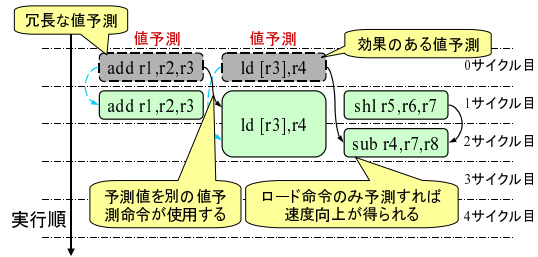 冗長な値予測
値予測
値予測
効果のある値予測
add r1,r2,r3
ld [r3],r4
0サイクル目
add r1,r2,r3
ld [r3],r4
shl r5,r6,r7
1サイクル目
sub r4,r7,r8
2サイクル目
3サイクル目
予測値を別の値予
測命令が使用する
ロード命令のみ予測すれば
速度向上が得られる
4サイクル目
実行順